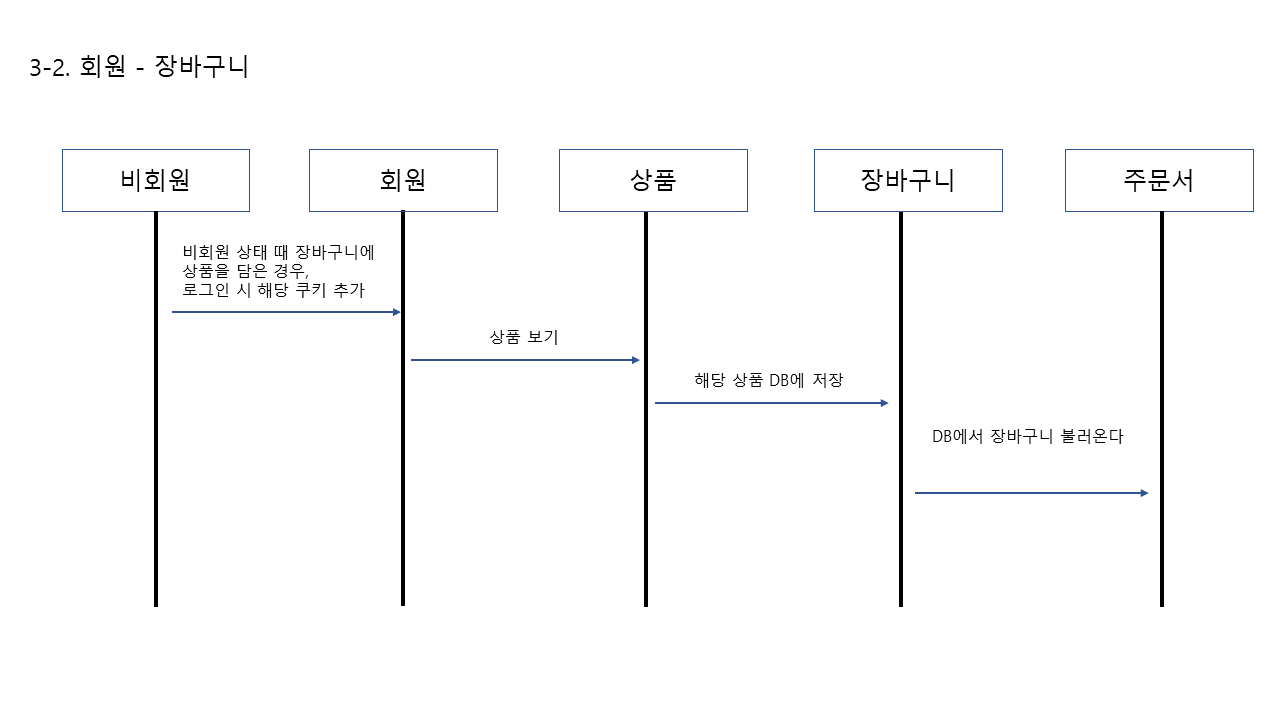 3-2. 회원 - 장바구니
비회원
회원
상품
장바구니
주문서
비회원 상태 때 장바구니에
상품을 담은 경우,
로그인 시 해당 쿠키 추가
상품 보기
해당 상품 DB에 저장
DB에서 장바구니 불러온다